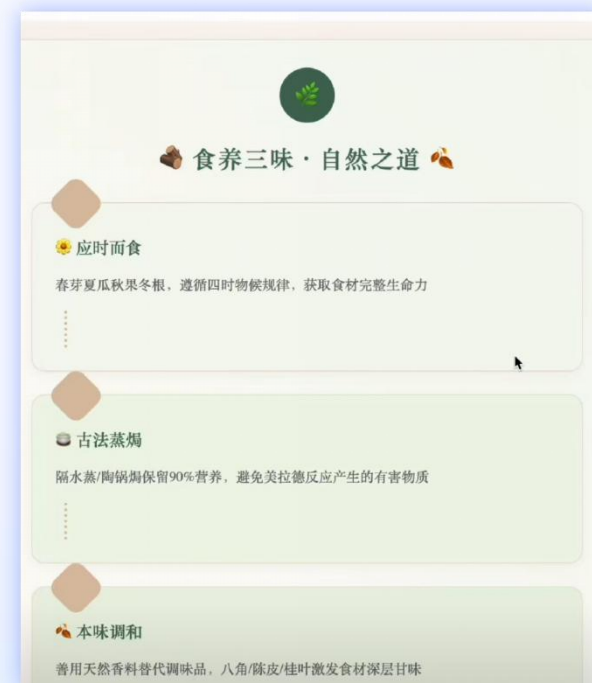 食养三味·自然之道
应时而食
春芽夏瓜秋果冬根，遵循四时物候规律，获取食材完整生命力
古法蒸焗
隔水蒸/陶锅焗保留90%营养，避免美拉德反应产生的有害物质
本味调和
善用天然香料替代调味品，八角/陈皮/桂叶激发食材深层甘味